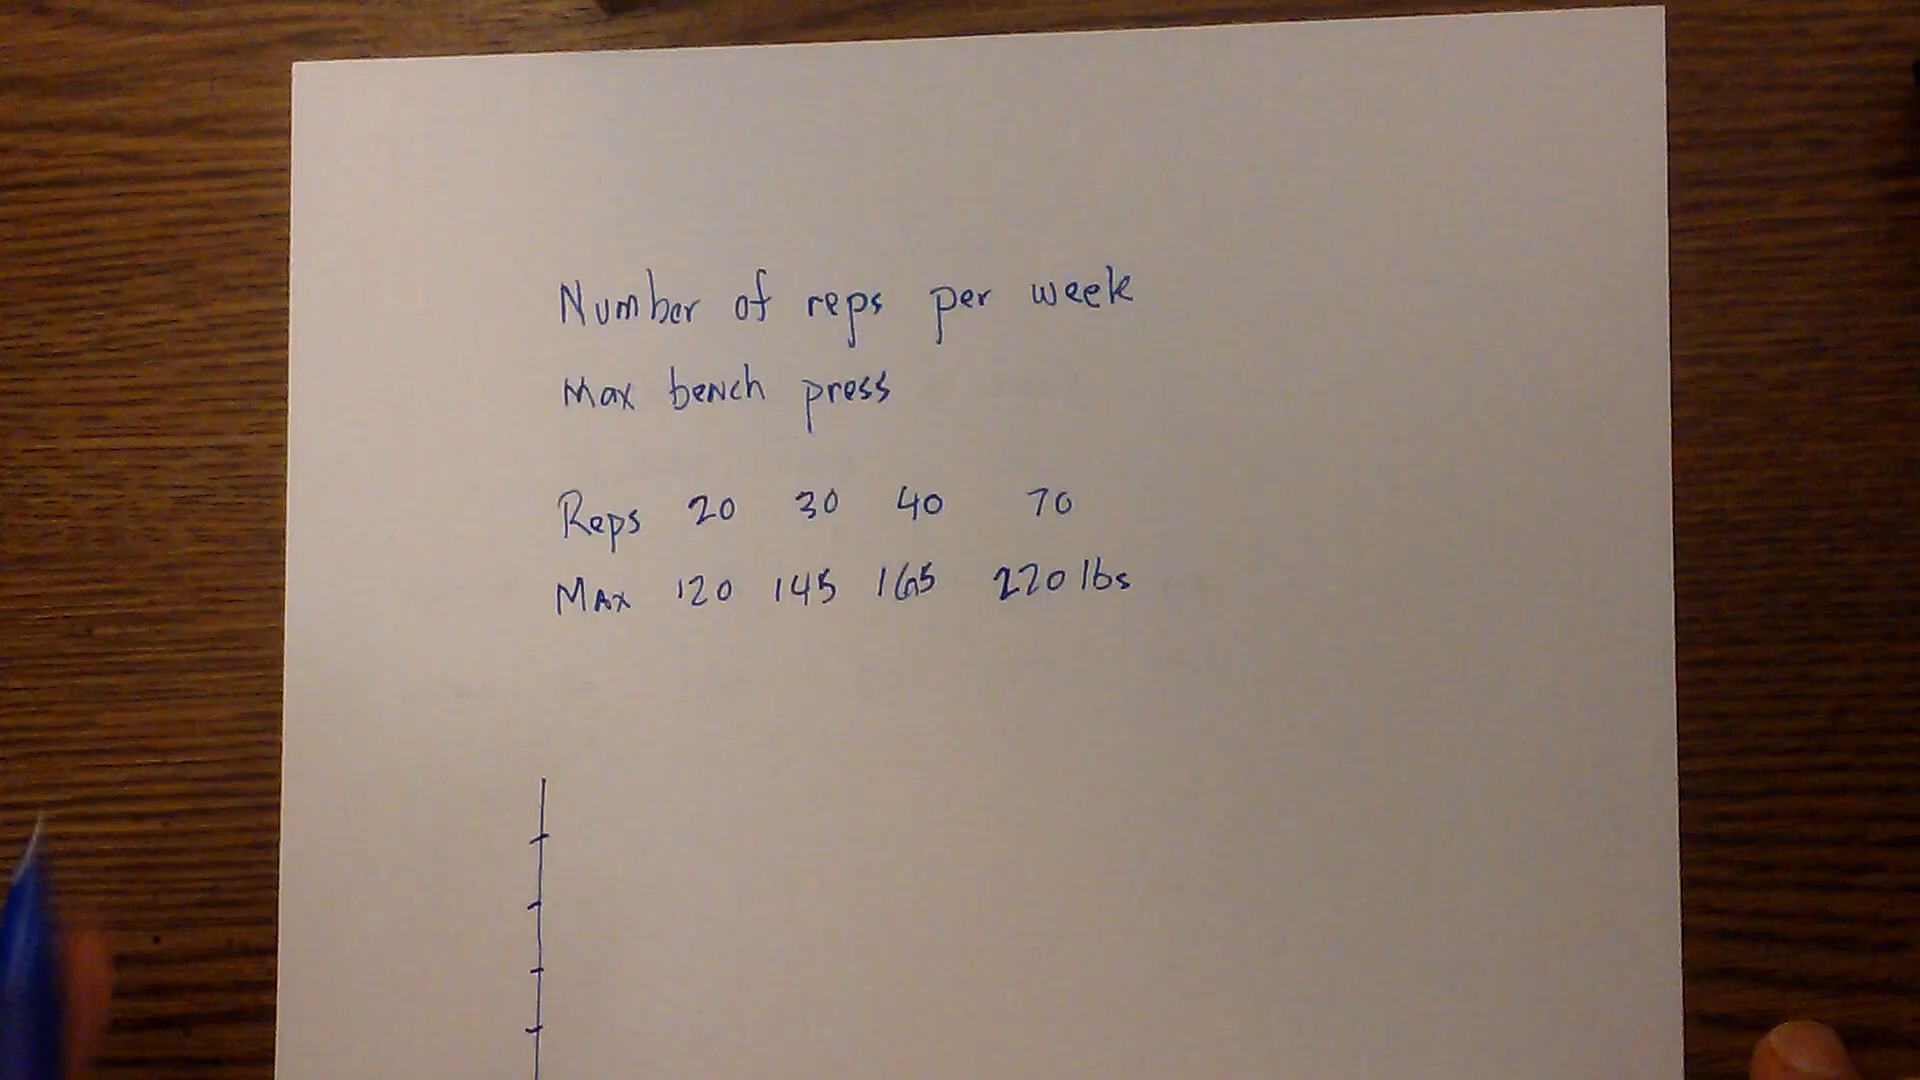 Number of reps per week
Max bench press
Reps 20 30 40 70
Max 120 145 165 220 lbs